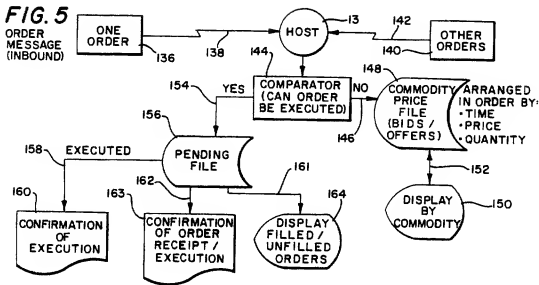 FIG. 5
ORDER
MESSAGE
(INBOUND)
ONE
ORDER
136
138
HOST
13
142
OTHER
ORDERS
140
144
COMPARATOR
(CAN ORDER
BE EXECUTED)
YES
NO
154
146
148
COMMODITY
PRICE
FILE
(BIDS /
OFFERS)
ARRANGED
IN ORDER BY:
• TIME
• PRICE
• QUANTITY
152
DISPLAY
BY
COMMODITY
150
156
PENDING
FILE
158
EXECUTED
160
CONFIRMATION
OF
EXECUTION
162
163
CONFIRMATION
OF ORDER
RECEIPT /
EXECUTION
161
164
DISPLAY
FILLED /
UNFILLED
ORDERS